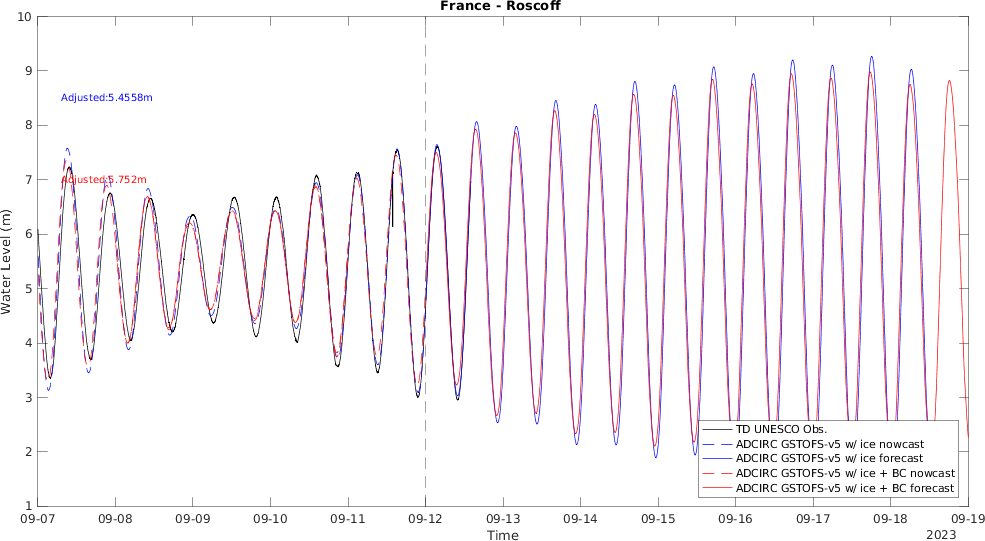 France - Roscoff
10
9
8
7
6
5
4
3
2
1
Water Level (m)
Adjusted:5.4558m
Adjusted:5.752m
TD UNESCO Obs.
ADCIRC GSTOFS-v5 w/ ice nowcast
ADCIRC GSTOFS-v5 w/ ice forecast
ADCIRC GSTOFS-v5 w/ ice + BC nowcast
ADCIRC GSTOFS-v5 w/ ice + BC forecast
09-07 09-08 09-09 09-10 09-11 09-12 09-13 09-14 09-15 09-16 09-17 09-18 09-19
Time
2023